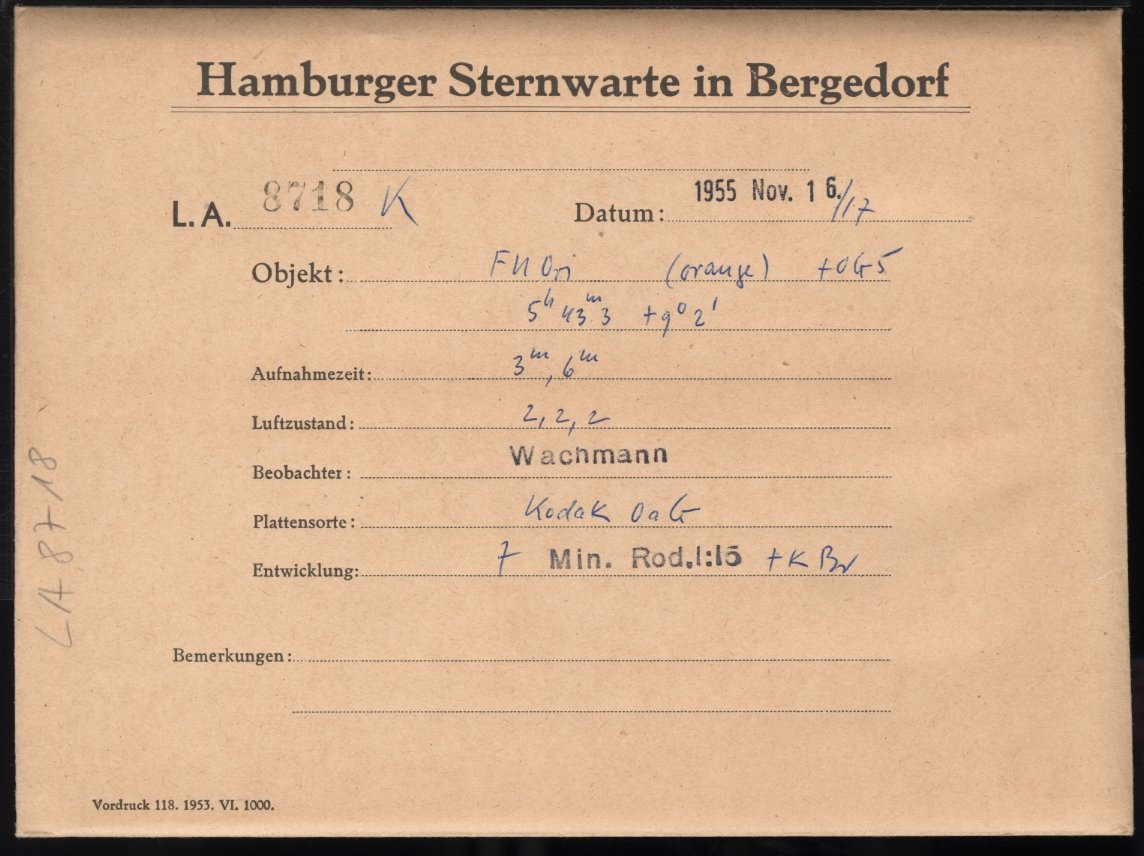 Hamburger Sternwarte in Bergedorf
L. A. 8718 K Datum: 1955 Nov. 16./17
Objekt: FU Ori (orange) +OG5
5h 43m3 +9° 2'
Aufnahmezeit: 3m, 6m
Luftzustand: 2, 2, 2
Beobachter: Wachmann
Plattensorte: Kodak OaG
Entwicklung: 7 Min. Rod.1:15 + K Br
Bemerkungen:
LA 8718
Vordruck 118. 1953. VI. 1000.